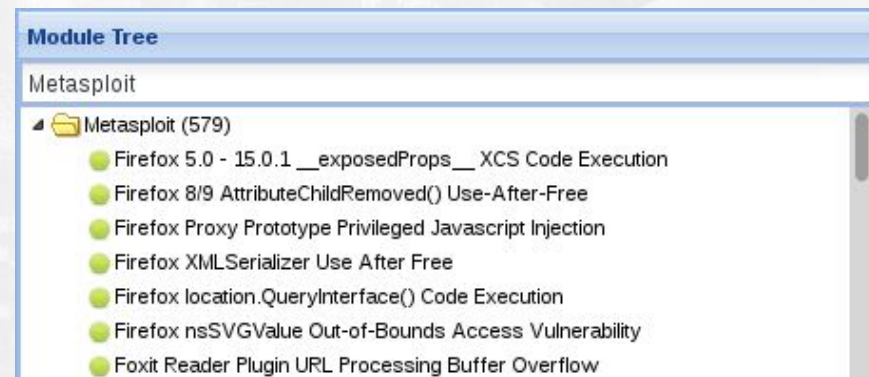 Module Tree
Metasploit
Metasploit (579)
Firefox 5.0 - 15.0.1 __exposedProps__ XCS Code Execution
Firefox 8/9 AttributeChildRemoved() Use-After-Free
Firefox Proxy Prototype Privileged Javascript Injection
Firefox XMLSerializer Use After Free
Firefox location.QueryInterface() Code Execution
Firefox nsSVGValue Out-of-Bounds Access Vulnerability
Foxit Reader Plugin URL Processing Buffer Overflow